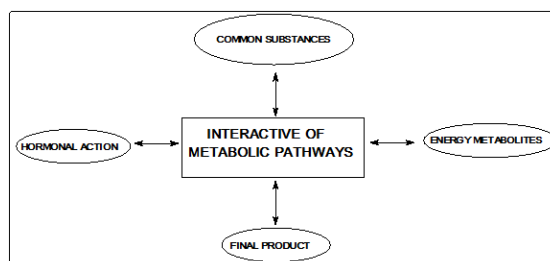 COMMON SUBSTANCES
INTERACTIVE OF
METABOLIC PATHWAYS
HORMONAL ACTION
ENERGY METABOLITES
FINAL PRODUCT